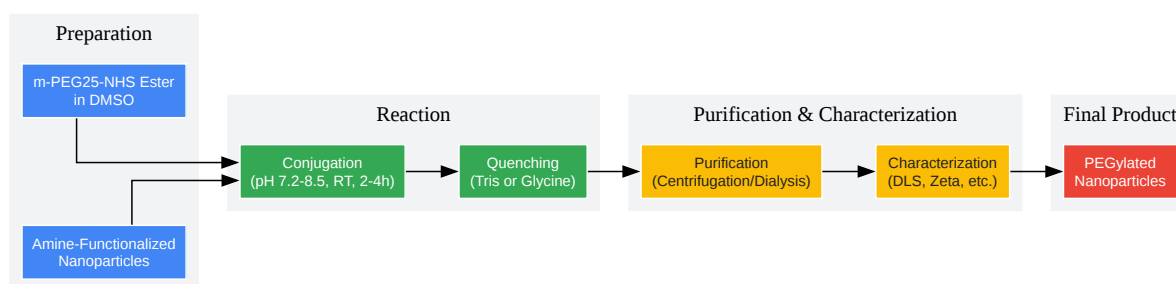 Preparation
m-PEG25-NHS Ester
in DMSO
Amine-Functionalized
Nanoparticles
Reaction
Conjugation
(pH 7.2-8.5, RT, 2-4h)
Quenching
(Tris or Glycine)
Purification & Characterization
Purification
(Centrifugation/Dialysis)
Characterization
(DLS, Zeta, etc.)
Final Product
PEGylated
Nanoparticles